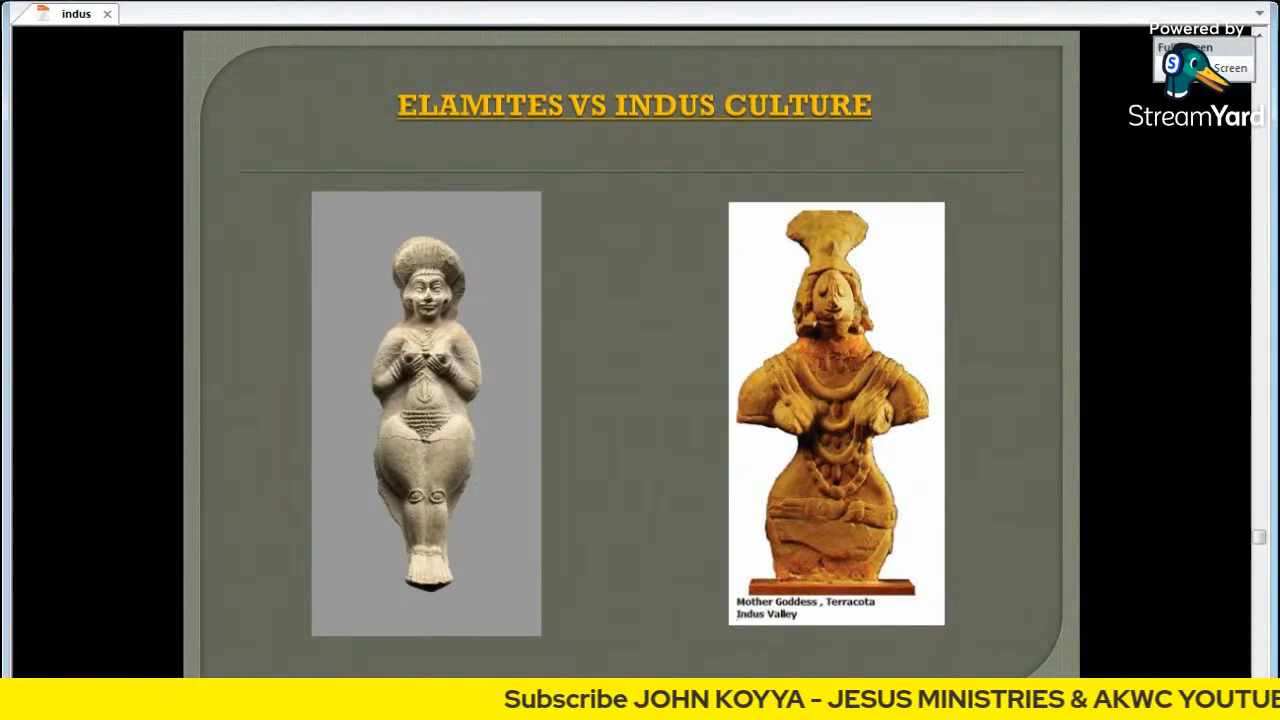 indus
Powered by
Screen
StreamYard
ELAMITES VS INDUS CULTURE
Mother Goddess , Terracota
Indus Valley
Subscribe JOHN KOYYA - JESUS MINISTRIES & AKWC